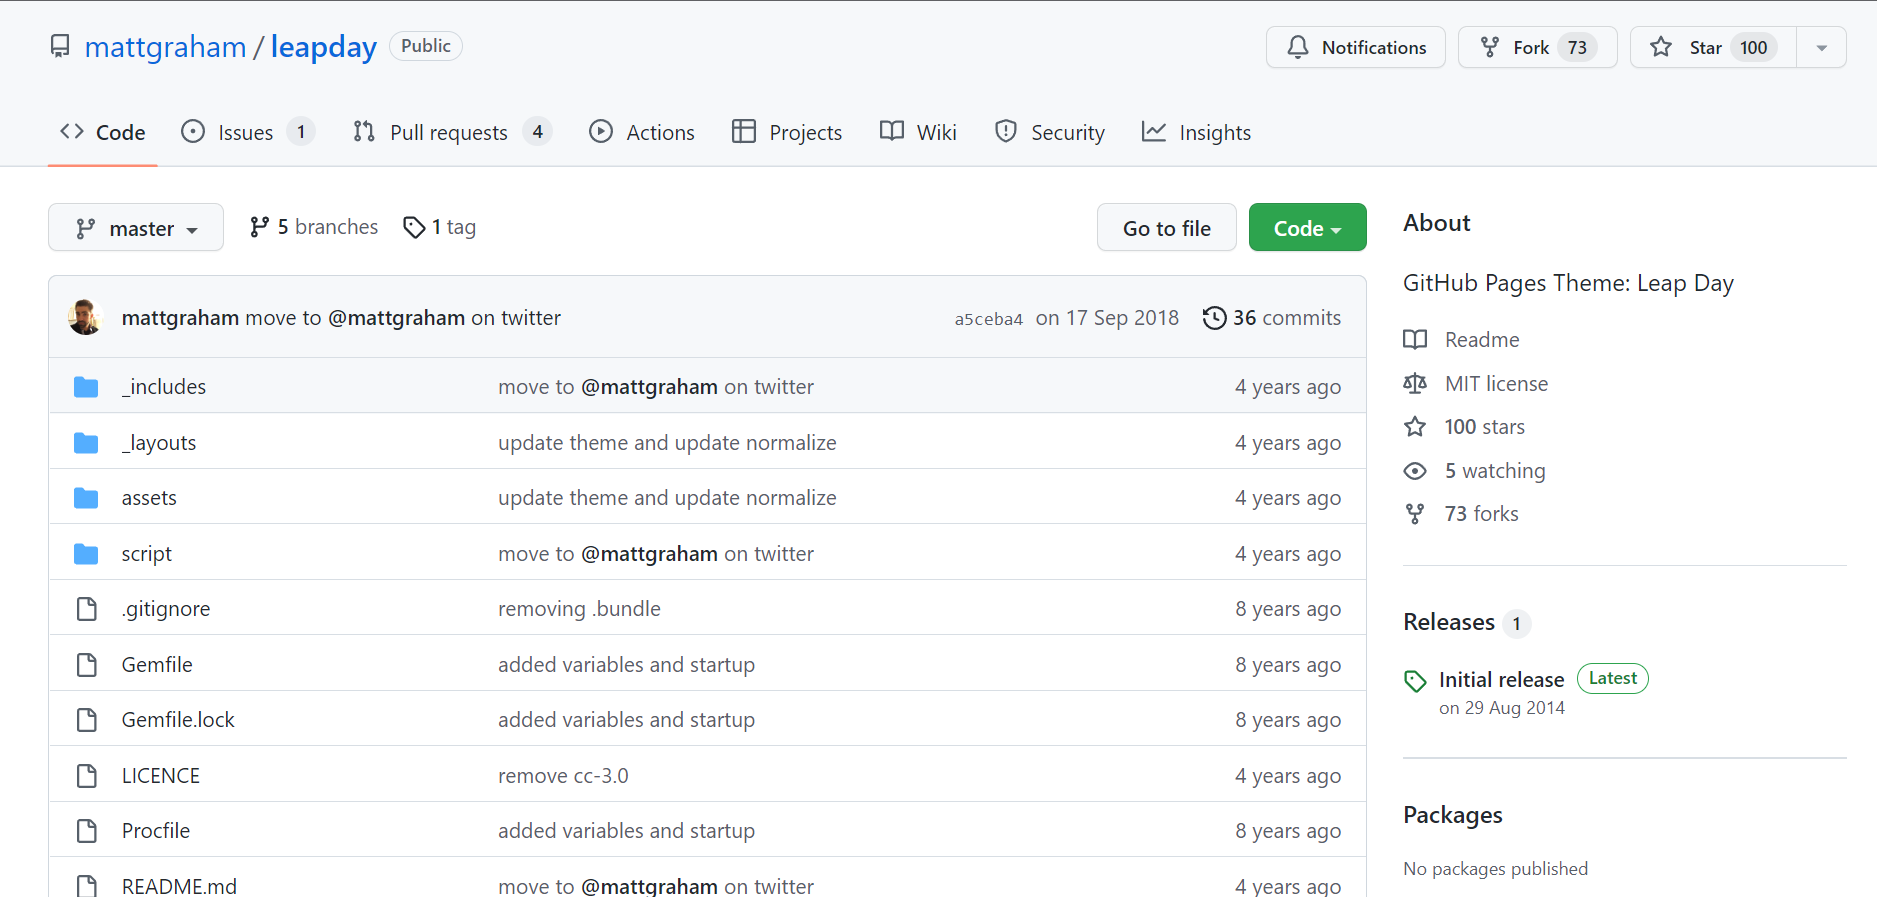 mattgraham / leapday Public Notifications Fork 73 Star 100
Code Issues 1 Pull requests 4 Actions Projects Wiki Security Insights
master 5 branches 1 tag Go to file Code
mattgraham move to @mattgraham on twitter a5ceba4 on 17 Sep 2018 36 commits
_includes move to @mattgraham on twitter 4 years ago
_layouts update theme and update normalize 4 years ago
assets update theme and update normalize 4 years ago
script move to @mattgraham on twitter 4 years ago
.gitignore removing .bundle 8 years ago
Gemfile added variables and startup 8 years ago
Gemfile.lock added variables and startup 8 years ago
LICENCE remove cc-3.0 4 years ago
Procfile added variables and startup 8 years ago
README.md move to @mattgraham on twitter 4 years ago
About
GitHub Pages Theme: Leap Day
Readme
MIT license
100 stars
5 watching
73 forks
Releases 1
Initial release Latest
on 29 Aug 2014
Packages
No packages published